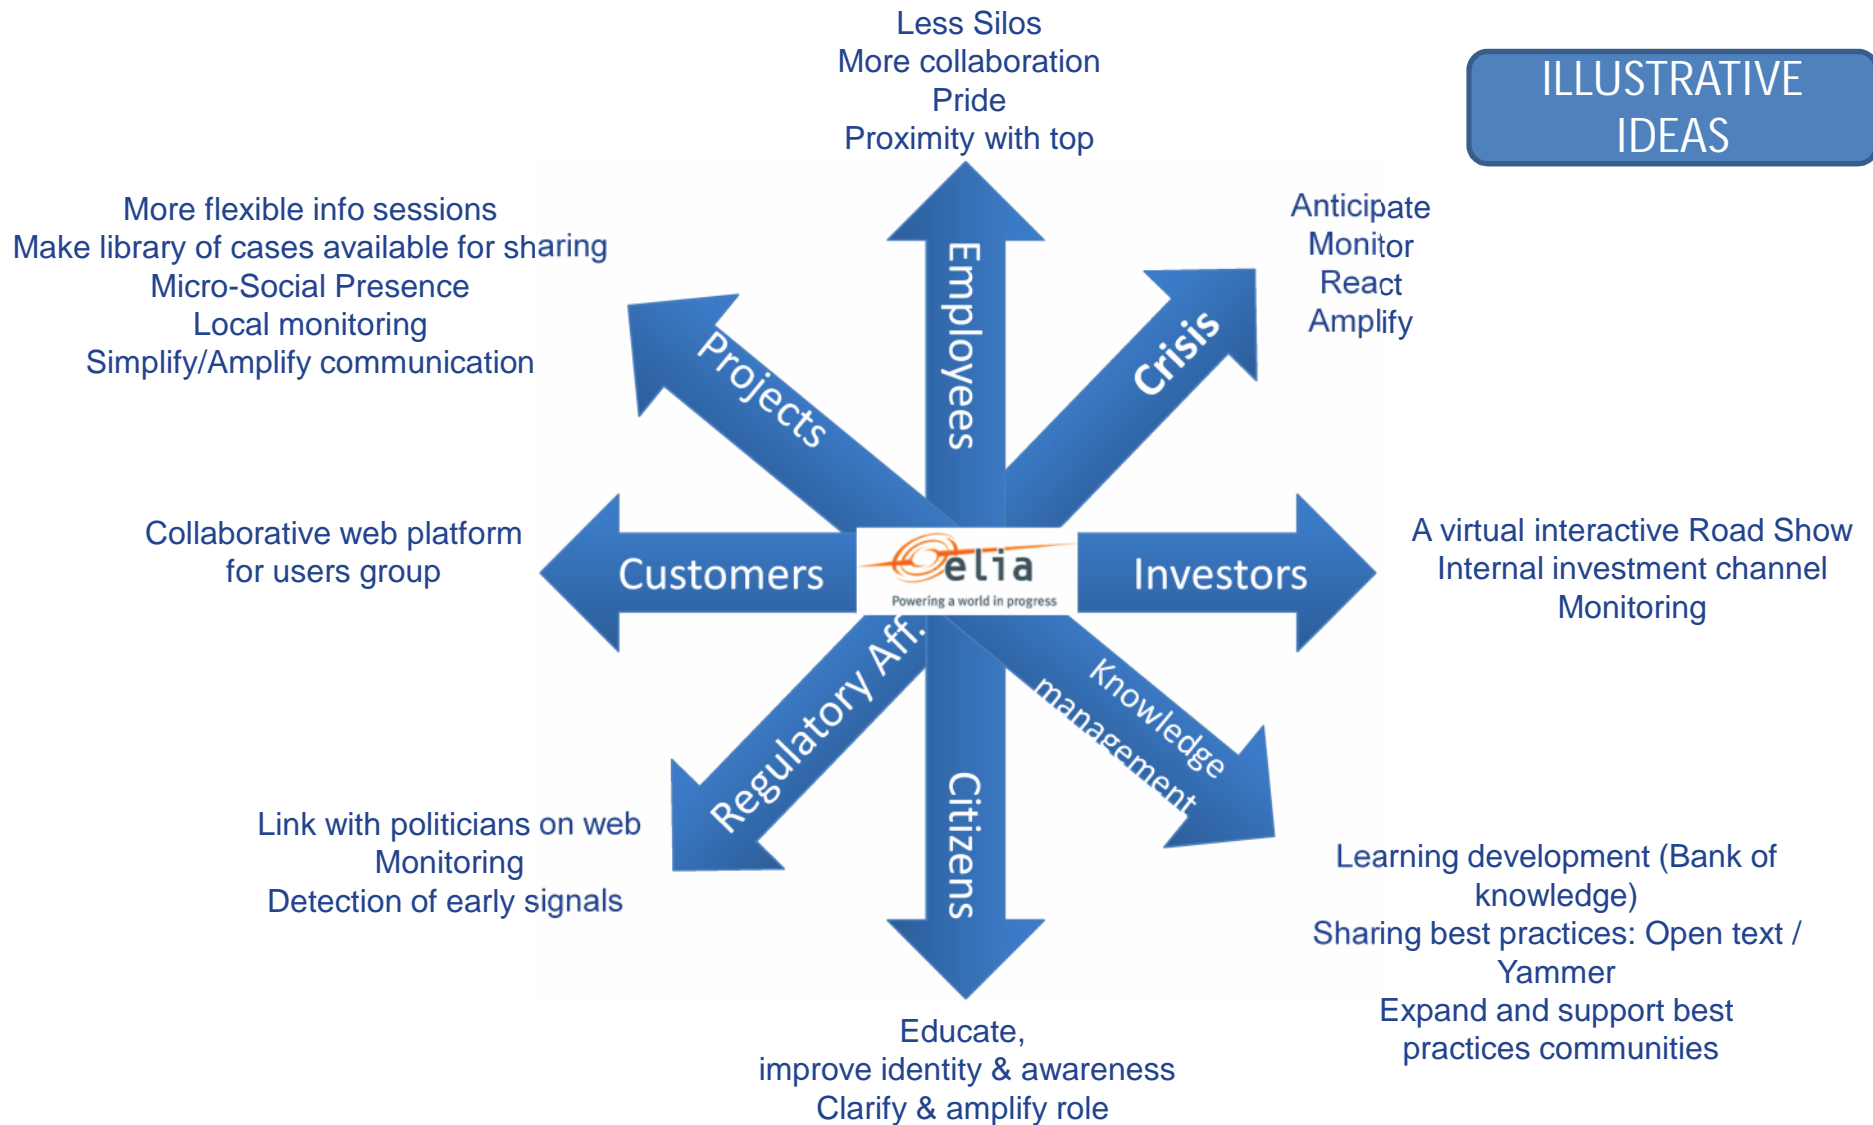 Less Silos
More collaboration
Pride
Proximity with top
ILLUSTRATIVE
IDEAS
More flexible info sessions
Make library of cases available for sharing
Micro-Social Presence
Local monitoring
Simplify/Amplify communication
Anticipate
Monitor
React
Amplify
Employees
Crisis
Projects
Collaborative web platform
for users group
Customers
elia
Powering a world in progress
Investors
A virtual interactive Road Show
Internal investment channel
Monitoring
Regulatory Aff.
Citizens
Knowledge
management
Link with politicians on web
Monitoring
Detection of early signals
Learning development (Bank of
knowledge)
Sharing best practices: Open text /
Yammer
Expand and support best
practices communities
Educate,
improve identity & awareness
Clarify & amplify role